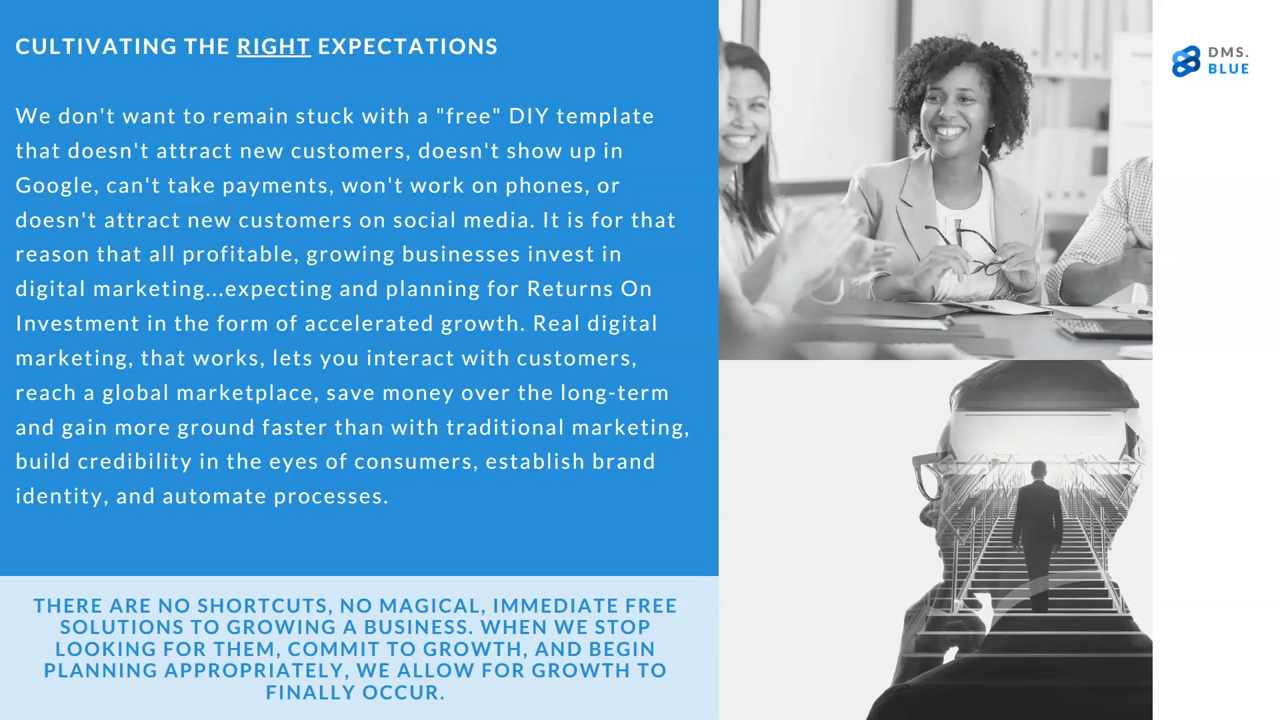 CULTIVATING THE RIGHT EXPECTATIONS
We don't want to remain stuck with a "free" DIY template
that doesn't attract new customers, doesn't show up in
Google, can't take payments, won't work on phones, or
doesn't attract new customers on social media. It is for that
reason that all profitable, growing businesses invest in
digital marketing...expecting and planning for Returns On
Investment in the form of accelerated growth. Real digital
marketing, that works, lets you interact with customers,
reach a global marketplace, save money over the long-term
and gain more ground faster than with traditional marketing,
build credibility in the eyes of consumers, establish brand
identity, and automate processes.
THERE ARE NO SHORTCUTS, NO MAGICAL, IMMEDIATE FREE
SOLUTIONS TO GROWING A BUSINESS. WHEN WE STOP
LOOKING FOR THEM, COMMIT TO GROWTH, AND BEGIN
PLANNING APPROPRIATELY, WE ALLOW FOR GROWTH TO
FINALLY OCCUR.
DMS.
BLUE